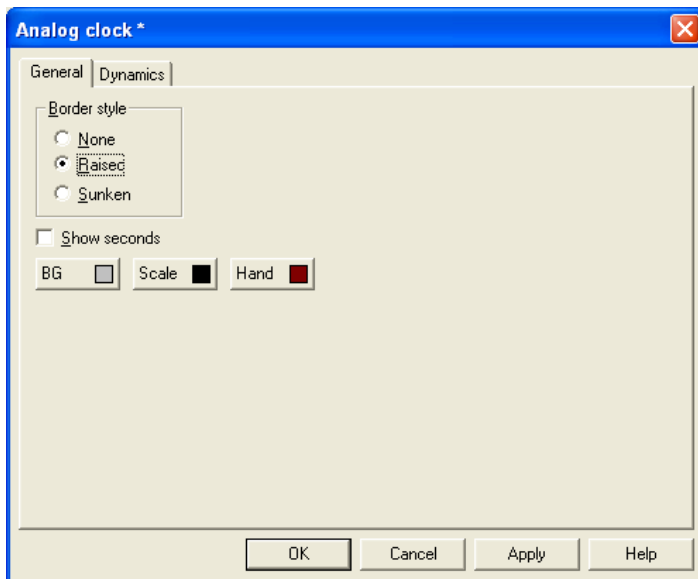 Analog clock *
General Dynamics
Border style
None
Raised
Sunken
Show seconds
BG Scale Hand
OK Cancel Apply Help